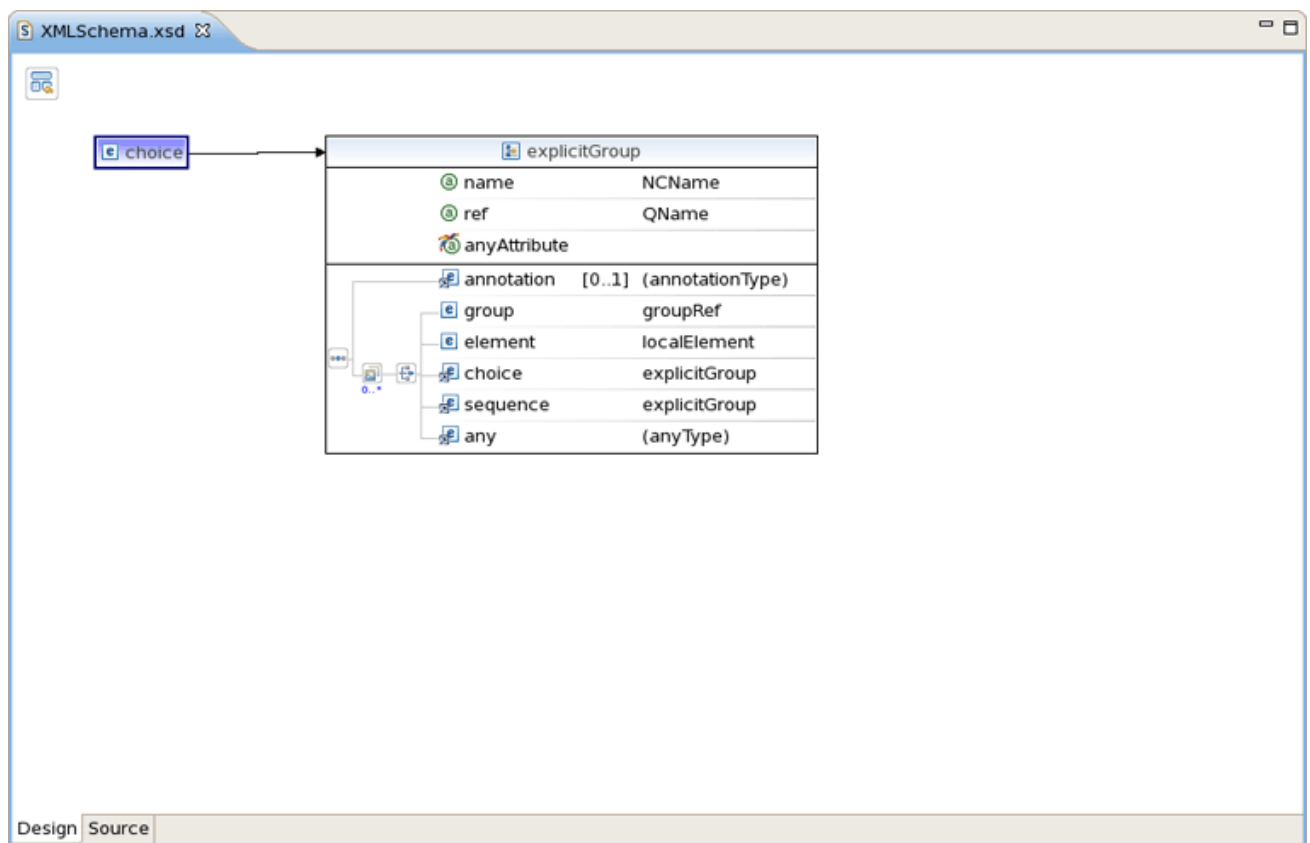 XMLSchema.xsd
choice
explicitGroup
name NCName
ref QName
anyAttribute
annotation [0..1] (annotationType)
group groupRef
element localElement
choice explicitGroup
0..*
sequence explicitGroup
any (anyType)
Design Source